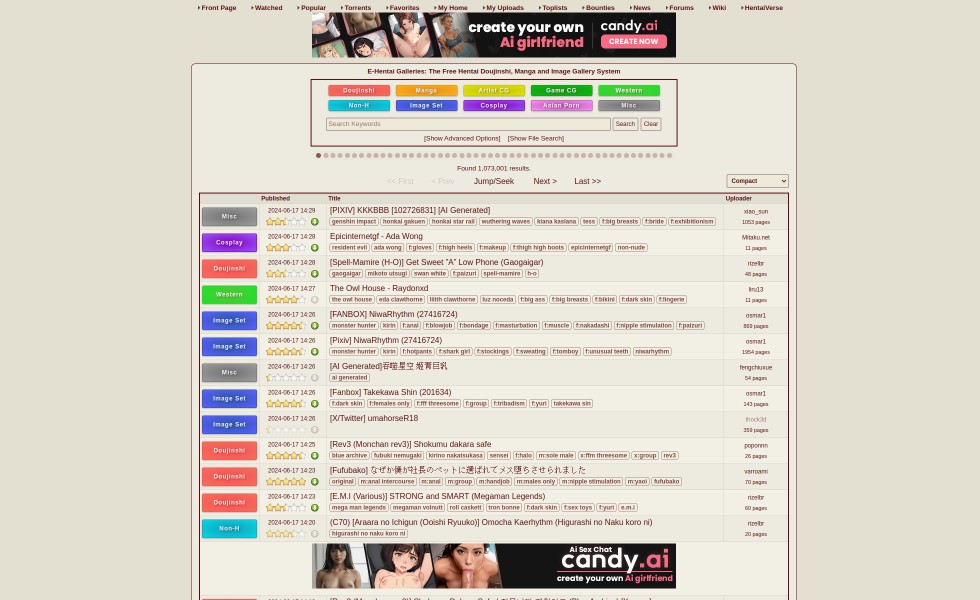 Front Page Watched Popular Torrents Favorites My Home My Uploads Toplists Bounties News Forums Wiki HentaiVerse
create your own
Ai girlfriend
candy.ai
CREATE NOW
E-Hentai Galleries: The Free Hentai Doujinshi, Manga and Image Gallery System
Doujinshi Manga Artist CG Game CG Western
Non-H Image Set Cosplay Asian Porn Misc
Search Keywords Search Clear
[Show Advanced Options] [Show File Search]
Found 1,073,001 results.
<< First < Prev Jump/Seek Next > Last >> Compact
Published Title Uploader
Misc 2024-06-17 14:29 [PIXIV] KKKBBB [102726831] [AI Generated] xiao_sun
genshin impact honkai gakuen honkai star rail wuthering waves kiana kaslana tess f:big breasts f:bride f:exhibitionism 1053 pages
Cosplay 2024-06-17 14:28 Epicinternetgf - Ada Wong Mitaku.net
resident evil ada wong f:gloves f:high heels f:makeup f:thigh high boots epicinternetgf non-nude 11 pages
Doujinshi 2024-06-17 14:28 [Spell-Mamire (H-O)] Get Sweet "A" Low Phone (Gaogaigar) rizelbr
gaogaigar mikoto utsugi swan white f:paizuri spell-mamire h-o 48 pages
Western 2024-06-17 14:27 The Owl House - Raydonxd liru13
the owl house eda clawthorne lilith clawthorne luz noceda f:big ass f:big breasts f:bikini f:dark skin f:lingerie 11 pages
Image Set 2024-06-17 14:26 [FANBOX] NiwaRhythm (27416724) osmar1
monster hunter kirin f:anal f:blowjob f:bondage f:masturbation f:muscle f:nakadashi f:nipple stimulation f:paizuri 869 pages
Image Set 2024-06-17 14:26 [Pixiv] NiwaRhythm (27416724) osmar1
monster hunter kirin f:hotpants f:shark girl f:stockings f:sweating f:tomboy f:unusual teeth niwarhythm 1954 pages
Misc 2024-06-17 14:26 [AI Generated]吞噬星空 姬青巨乳 fengchiuxue
ai generated 54 pages
Image Set 2024-06-17 14:26 [Fanbox] Takekawa Shin (201634) osmar1
f:dark skin f:females only f:fff threesome f:group f:tribadism f:yuri takekawa sin 143 pages
Image Set 2024-06-17 14:26 [X/Twitter] umahorseR18
359 pages
Doujinshi 2024-06-17 14:25 [Rev3 (Monchan rev3)] Shokumu dakara safe poponnn
blue archive fubuki nemugaki kirino nakatsukasa sensei f:halo m:sole male x:ffm threesome x:group rev3 26 pages
Doujinshi 2024-06-17 14:23 [Fufubako] なぜか僕が社長のペットに選ばれてメス堕ちさせられました varroami
original m:anal intercourse m:anal m:group m:handjob m:males only m:nipple stimulation m:yaoi fufubako 70 pages
Doujinshi 2024-06-17 14:23 [E.M.I (Various)] STRONG and SMART (Megaman Legends) rizelbr
mega man legends megaman volnutt roll caskett tron bonne f:dark skin f:sex toys f:yuri e.m.i 60 pages
Non-H 2024-06-17 14:20 (C70) [Araara no Ichigun (Ooishi Ryuuko)] Omocha Kaerhythm (Higurashi no Naku koro ni) rizelbr
higurashi no naku koro ni 20 pages
Ai Sex Chat
candy.ai
create your own Ai girlfriend